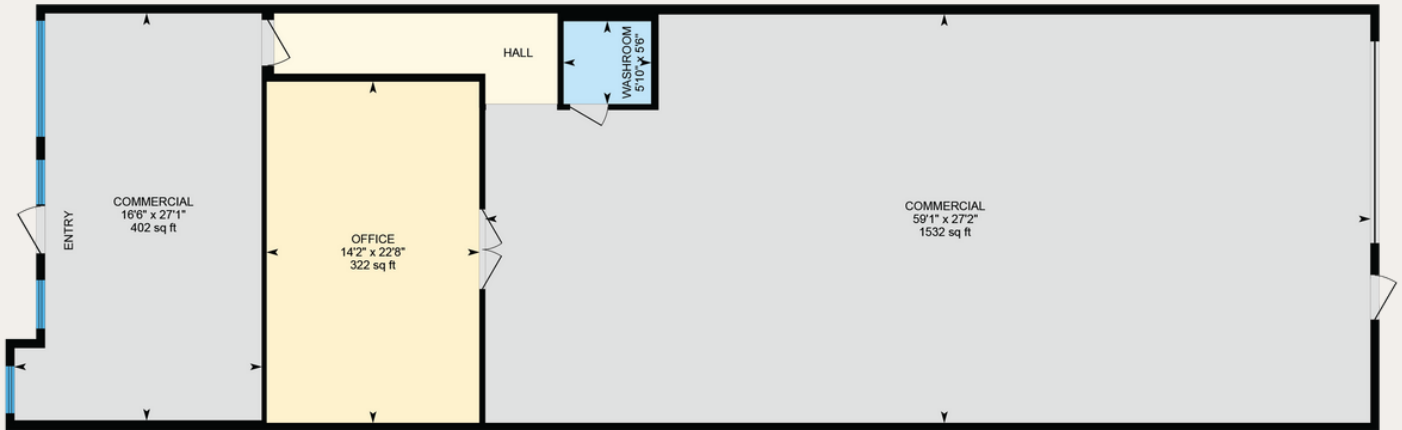 HALL
WASHROOM
5'10" x 5'6"
ENTRY
COMMERCIAL
16'6" x 27'1"
402 sq ft
OFFICE
14'2" x 22'8"
322 sq ft
COMMERCIAL
59'1" x 27'2"
1532 sq ft